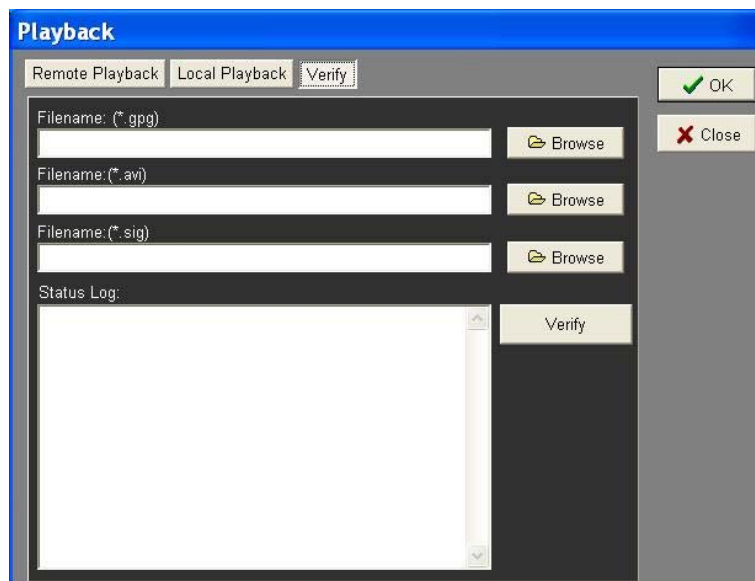 Playback
Remote Playback Local Playback Verify
OK
Close
Filename: (*.gpg)
Browse
Filename:(*.avi)
Browse
Filename:(*.sig)
Browse
Status Log:
Verify